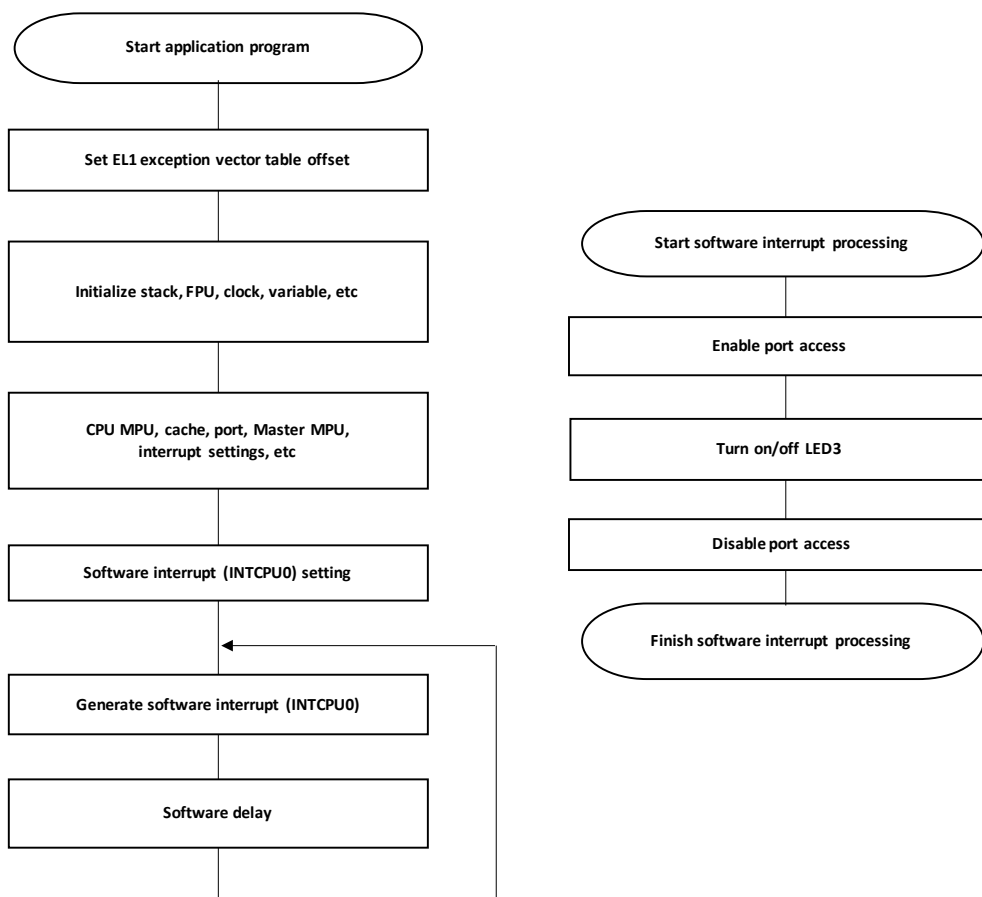 Start application program
Set EL1 exception vector table offset
Initialize stack, FPU, clock, variable, etc
CPU MPU, cache, port, Master MPU,
interrupt settings, etc
Software interrupt (INTCPU0) setting
Generate software interrupt (INTCPU0)
Software delay
Start software interrupt processing
Enable port access
Turn on/off LED3
Disable port access
Finish software interrupt processing